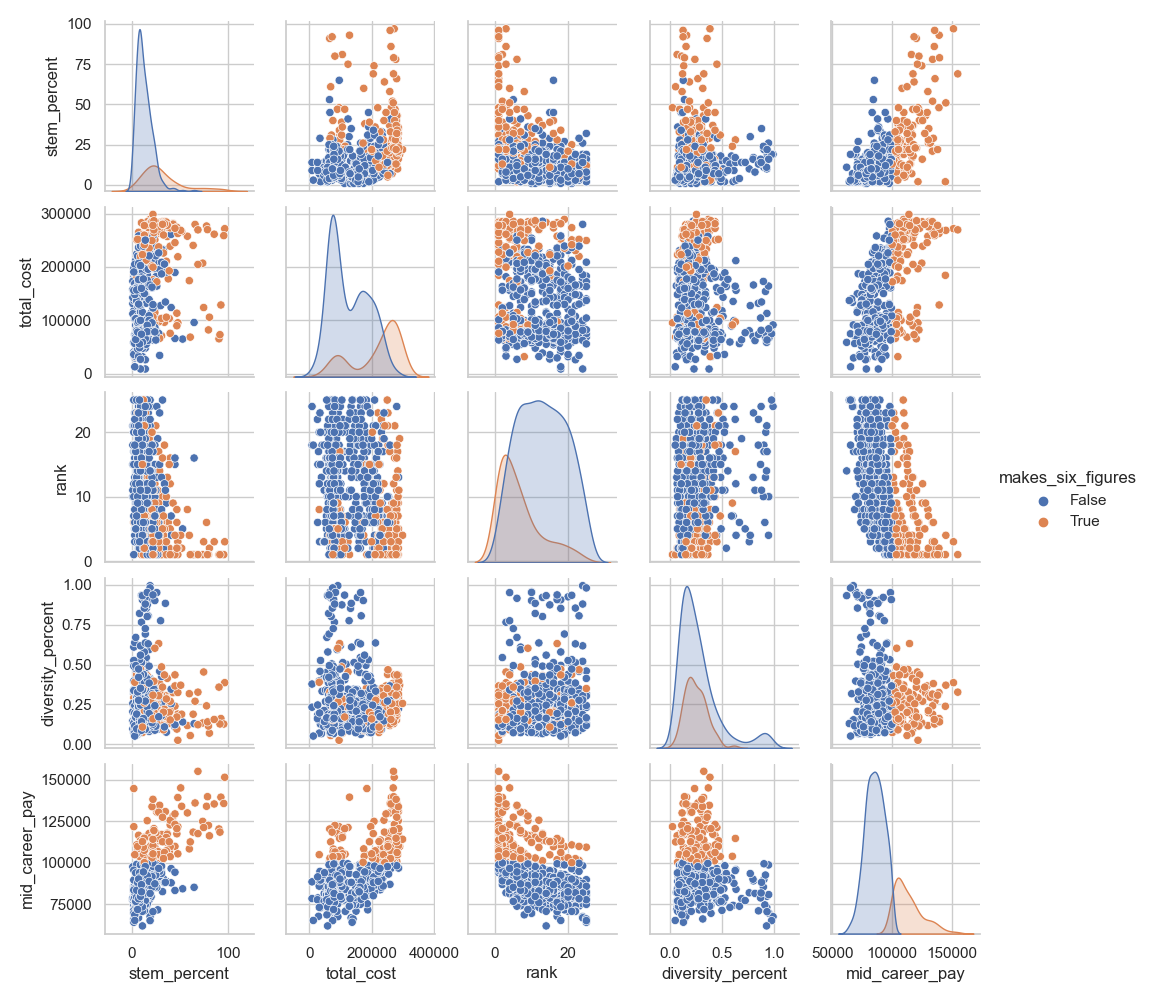 100
75
50
25
0
stem_percent
300000
200000
100000
0
total_cost
20
10
0
rank
makes_six_figures
False
True
1.00
0.75
0.50
0.25
0.00
diversity_percent
150000
125000
100000
75000
mid_career_pay
0 100
0 200000 400000
0 20
0.0 0.5 1.0
50000 100000 150000
stem_percent
total_cost
rank
diversity_percent
mid_career_pay